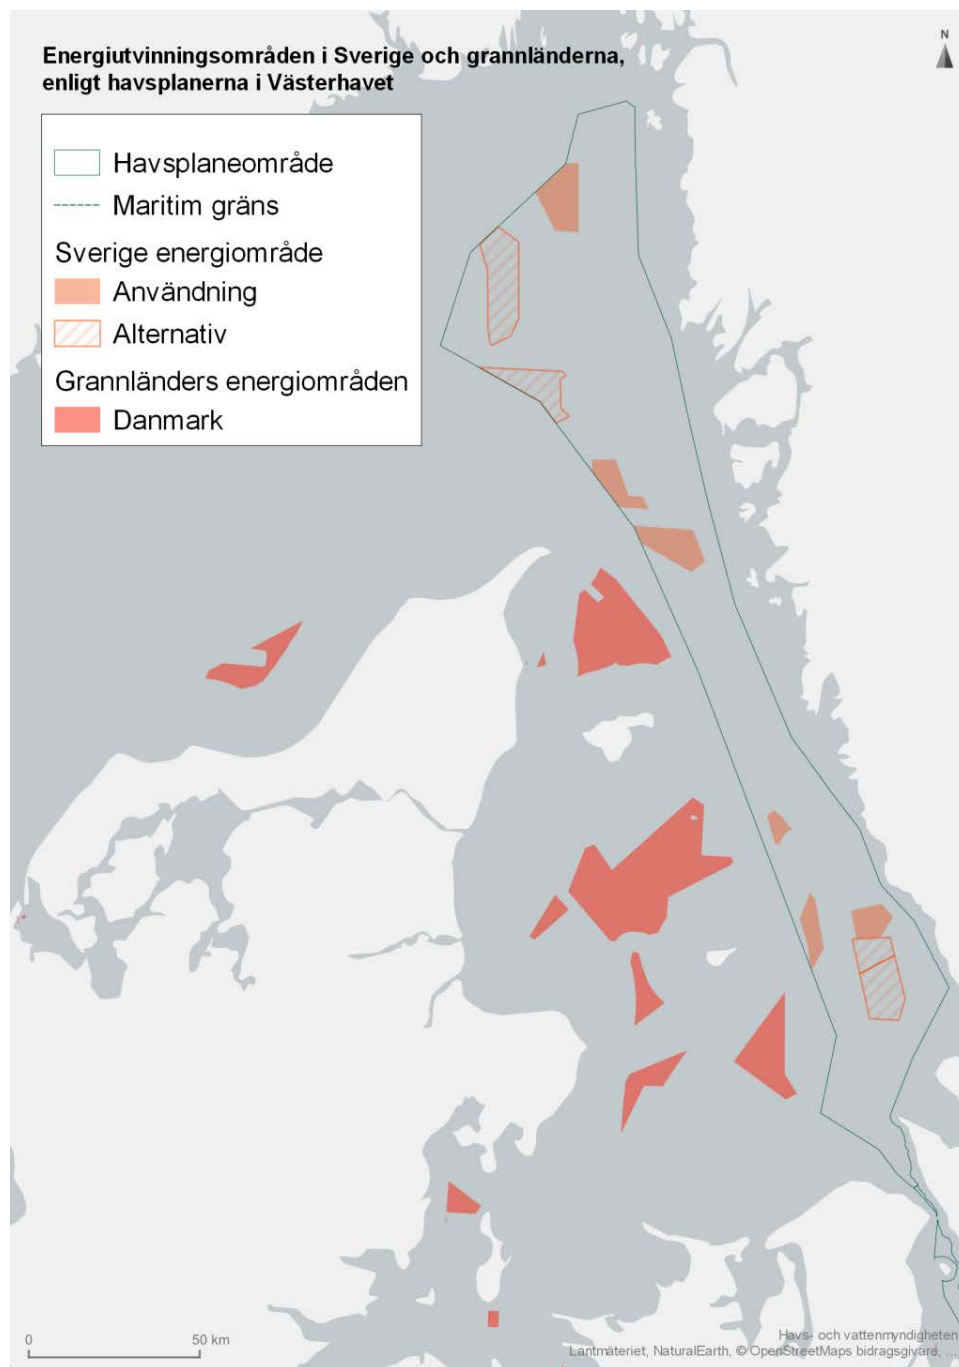 Energiutvinningsområden i Sverige och grannländerna,
enligt havsplanerna i Västerhavet
N
Havsplaneområde
Maritim gräns
Sverige energiområde
Användning
Alternativ
Grannländers energiområden
Danmark
0 50 km
Havs- och vattenmyndigheten
Lantmäteriet, NaturalEarth, © OpenStreetMaps bidragsgivare, ...